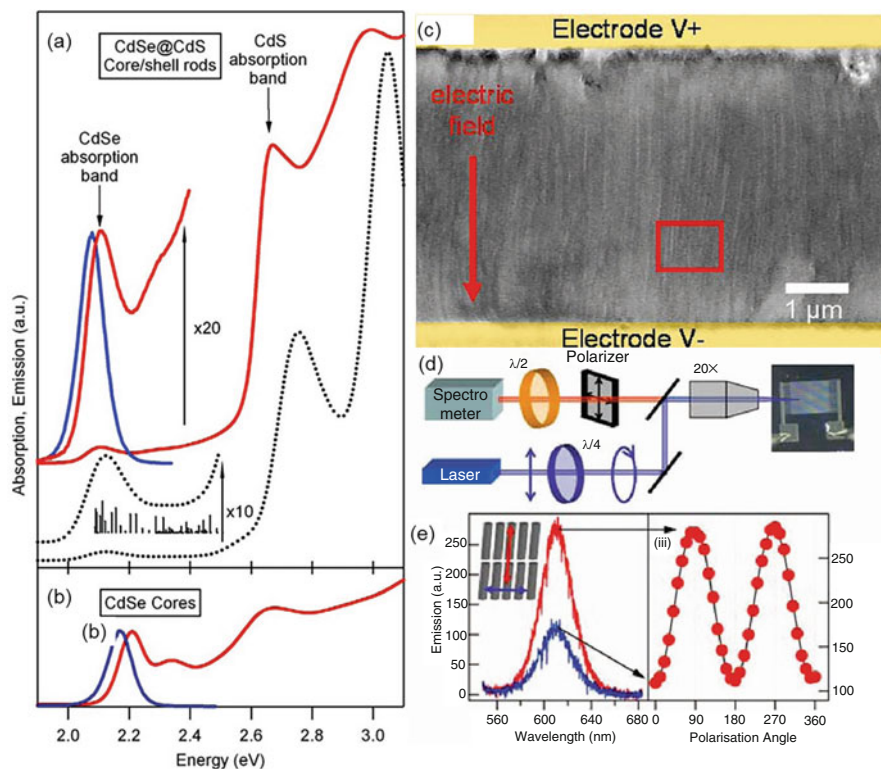 (a)
CdSe@CdS
Core/shell rods
CdS
absorption
band
CdSe
absorption
band
x20
x10
Absorption, Emission (a.u.)
(b)
CdSe Cores
(b)
2.0
2.2
2.4
2.6
2.8
3.0
Energy (eV)
(c)
Electrode V+
electric
field
1 µm
Electrode V-
(d)
λ/2
Polarizer
20×
Spectro
meter
λ/4
Laser
(e)
(iii)
Emission (a.u.)
250
200
150
100
50
0
560
600
640
680
Wavelength (nm)
250
200
150
100
0
90
180
270
360
Polarisation Angle